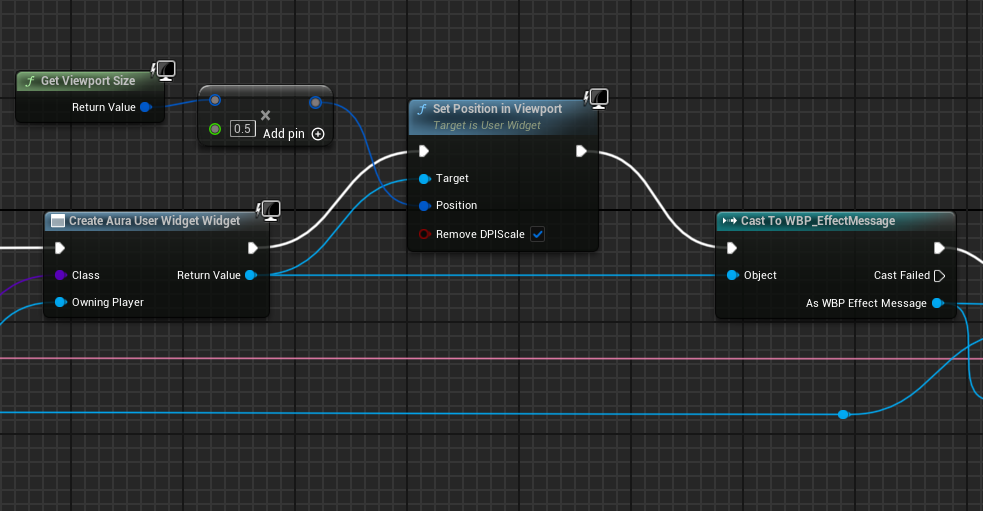 Get Viewport Size
Return Value
0.5
Add pin
Set Position in Viewport
Target is User Widget
Target
Position
Remove DPIScale
Create Aura User Widget Widget
Class
Return Value
Owning Player
Cast To WBP_EffectMessage
Object
Cast Failed
As WBP Effect Message